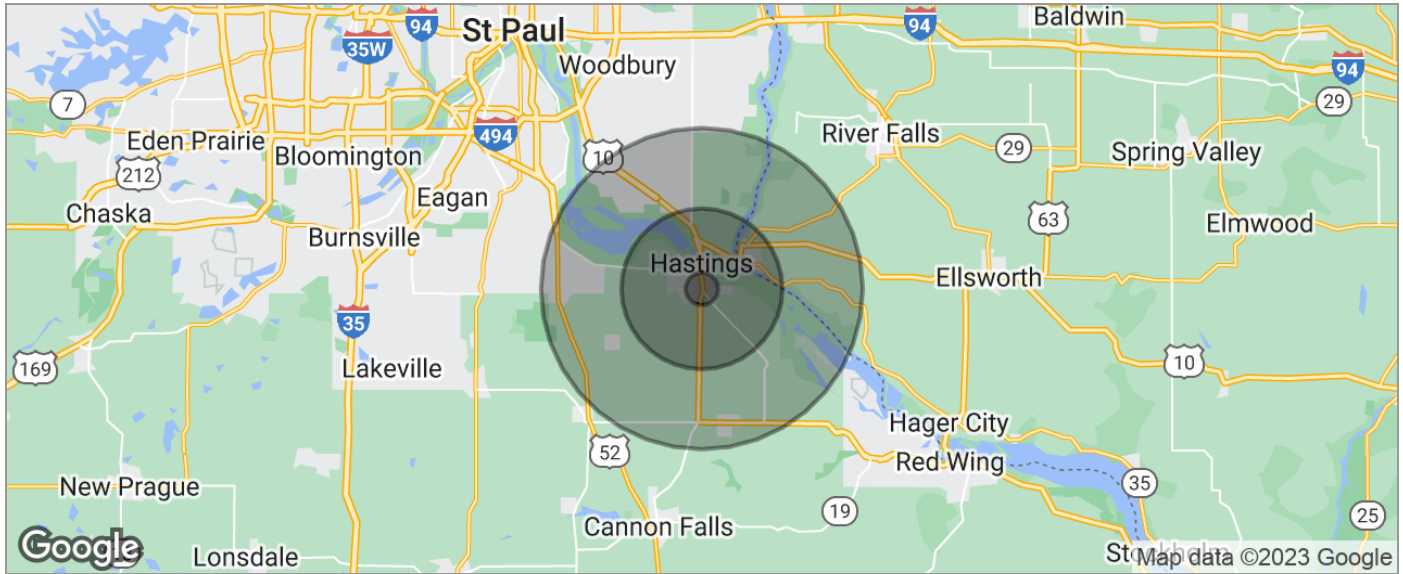 Baldwin
94
94
St Paul
35W
Woodbury
94
7
29
River Falls
494
Eden Prairie
Bloomington
10
29
Spring Valley
212
Eagan
Chaska
63
Elmwood
Burnsville
Hastings
Ellsworth
35
169
Lakeville
10
Hager City
52
Red Wing
New Prague
35
19
25
Cannon Falls
Google
Lonsdale
Map data ©2023 Google